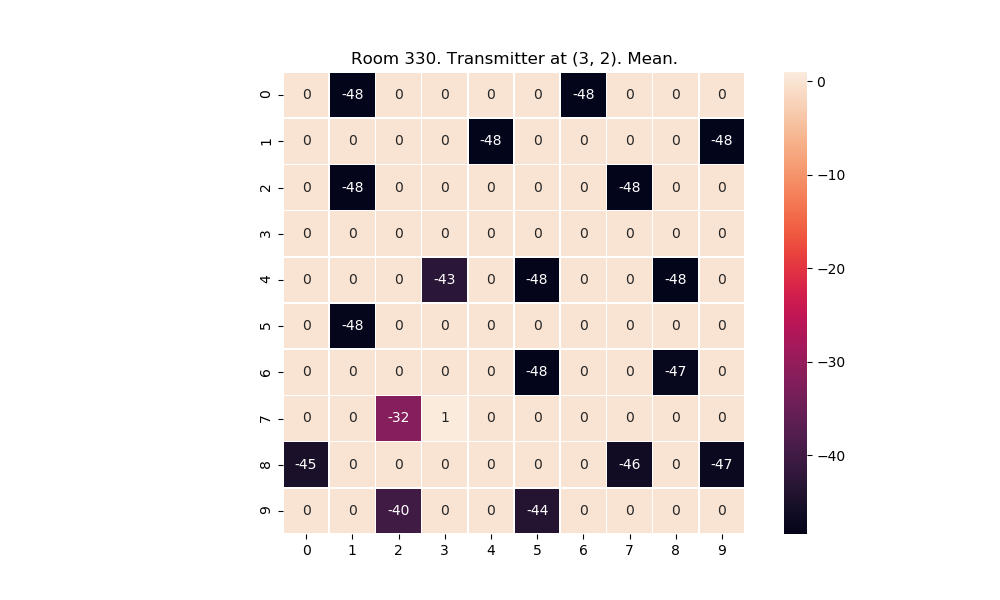 Room 330. Transmitter at (3, 2). Mean.
0 0 -48 0 0 0 0 -48 0 0 0
1 0 0 0 0 -48 0 0 0 0 -48
2 0 -48 0 0 0 0 0 -48 0 0
3 0 0 0 0 0 0 0 0 0 0
4 0 0 0 -43 0 -48 0 0 -48 0
5 0 -48 0 0 0 0 0 0 0 0
6 0 0 0 0 0 -48 0 0 -47 0
7 0 0 -32 1 0 0 0 0 0 0
8 -45 0 0 0 0 0 0 -46 0 -47
9 0 0 -40 0 0 -44 0 0 0 0
0 1 2 3 4 5 6 7 8 9
0
−10
−20
−30
−40